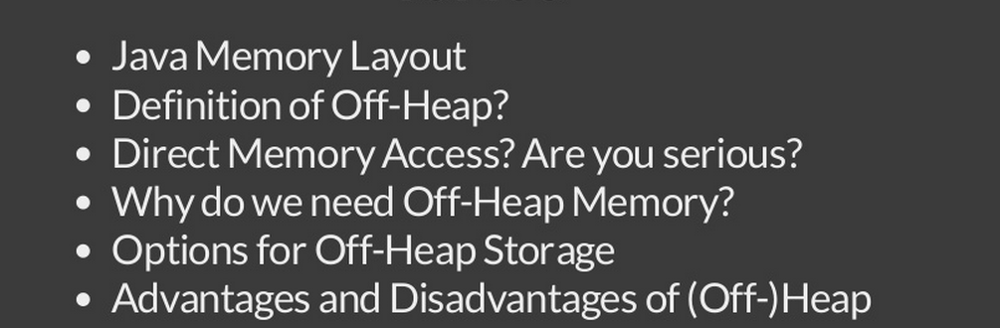 • Java Memory Layout
• Definition of Off-Heap?
• Direct Memory Access? Are you serious?
• Why do we need Off-Heap Memory?
• Options for Off-Heap Storage
• Advantages and Disadvantages of (Off-)Heap